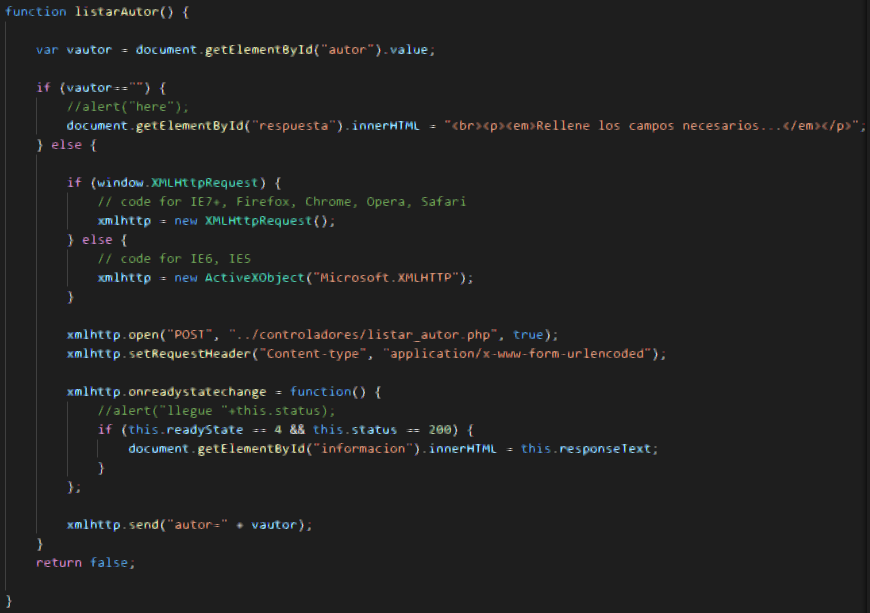 function listarAutor() {
var vautor = document.getElementById("autor").value;
if (vautor=="") {
//alert("here");
document.getElementById("respuesta").innerHTML = "<br><p><em>Rellene los campos necesarios...</em></p>";
} else {
if (window.XMLHttpRequest) {
// code for IE7+, Firefox, Chrome, Opera, Safari
xmlhttp = new XMLHttpRequest();
} else {
// code for IE6, IE5
xmlhttp = new ActiveXObject("Microsoft.XMLHTTP");
}
xmlhttp.open("POST", "../controladores/listar_autor.php", true);
xmlhttp.setRequestHeader("Content-type", "application/x-www-form-urlencoded");
xmlhttp.onreadystatechange = function() {
//alert("llegue "+this.status);
if (this.readyState == 4 && this.status == 200) {
document.getElementById("informacion").innerHTML = this.responseText;
}
};
xmlhttp.send("autor=" + vautor);
}
return false;
}